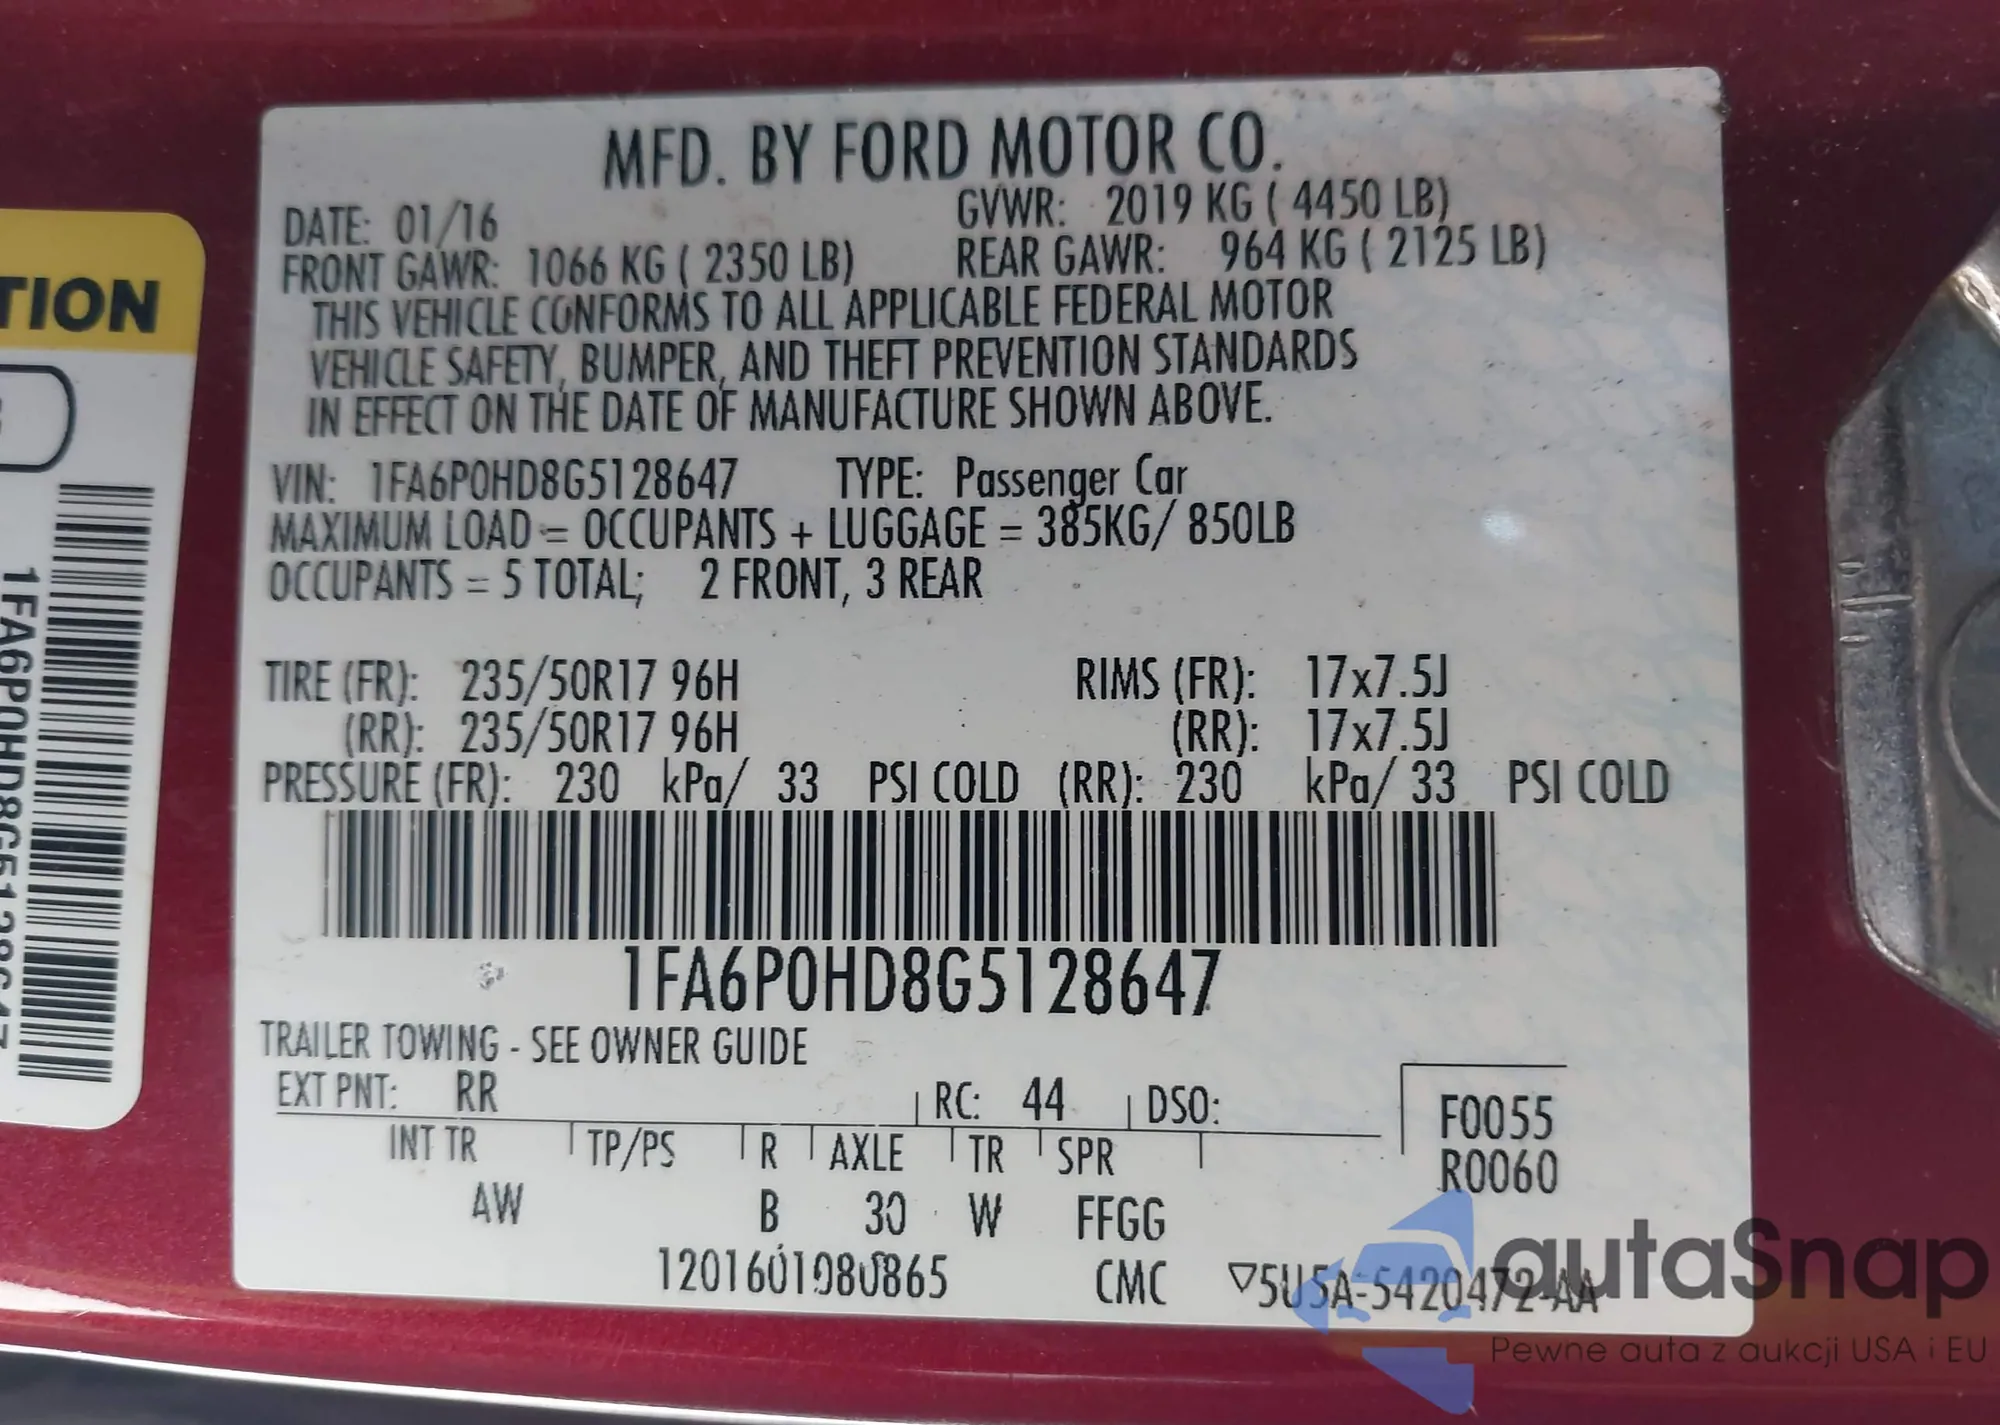 MFD. BY FORD MOTOR CO.
DATE: 01/16
GVWR: 2019 KG ( 4450 LB)
FRONT GAWR: 1066 KG ( 2350 LB)
REAR GAWR: 964 KG ( 2125 LB)
THIS VEHICLE CONFORMS TO ALL APPLICABLE FEDERAL MOTOR
VEHICLE SAFETY, BUMPER, AND THEFT PREVENTION STANDARDS
IN EFFECT ON THE DATE OF MANUFACTURE SHOWN ABOVE.
VIN: 1FA6P0HD8G5128647 TYPE: Passenger Car
MAXIMUM LOAD = OCCUPANTS + LUGGAGE = 385KG/ 850LB
OCCUPANTS = 5 TOTAL; 2 FRONT, 3 REAR
TIRE (FR): 235/50R17 96H RIMS (FR): 17x7.5J
(RR): 235/50R17 96H (RR): 17x7.5J
PRESSURE (FR): 230 kPa/ 33 PSI COLD (RR): 230 kPa/ 33 PSI COLD
1FA6P0HD8G5128647
TRAILER TOWING - SEE OWNER GUIDE
EXT PNT: RR RC: 44 DSO:
F0055
R0060
INT TR TP/PS R AXLE TR SPR
AW B 30 W FFGG
1201601080865 CMC ▽5U5A-5420472-AA
TION
1FA6P0HD8G5128647
autaSnap
Pewne auta z aukcji USA i EU